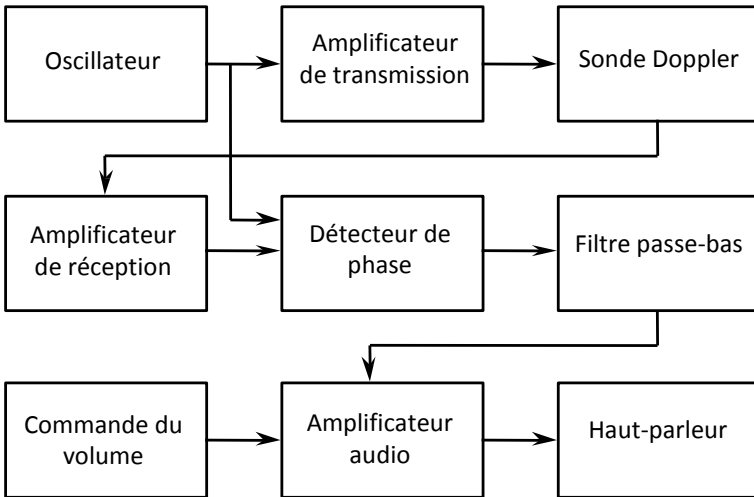 Oscillateur
Amplificateur
de transmission
Sonde Doppler
Amplificateur
de réception
Détecteur de
phase
Filtre passe-bas
Commande du
volume
Amplificateur
audio
Haut-parleur